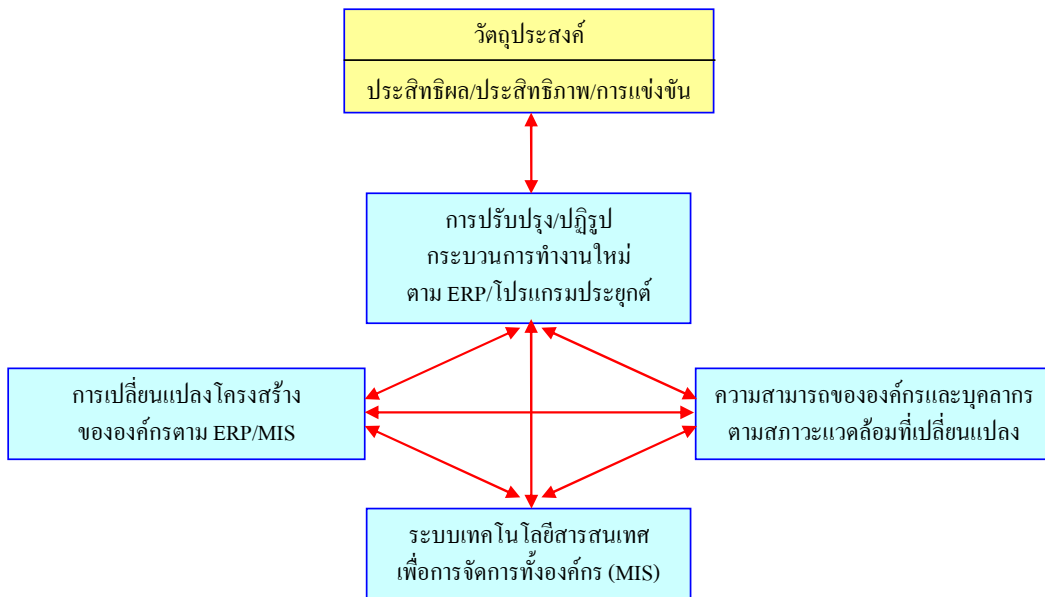 วัตถุประสงค์
ประสิทธิผล/ประสิทธิภาพ/การแข่งขัน
การปรับปรุง/ปฏิรูป
กระบวนการทำงานใหม่
ตาม ERP/โปรแกรมประยุกต์
การเปลี่ยนแปลงโครงสร้าง
ขององค์กรตาม ERP/MIS
ความสามารถขององค์กรและบุคลากร
ตามสภาวะแวดล้อมที่เปลี่ยนแปลง
ระบบเทคโนโลยีสารสนเทศ
เพื่อการจัดการทั้งองค์กร (MIS)